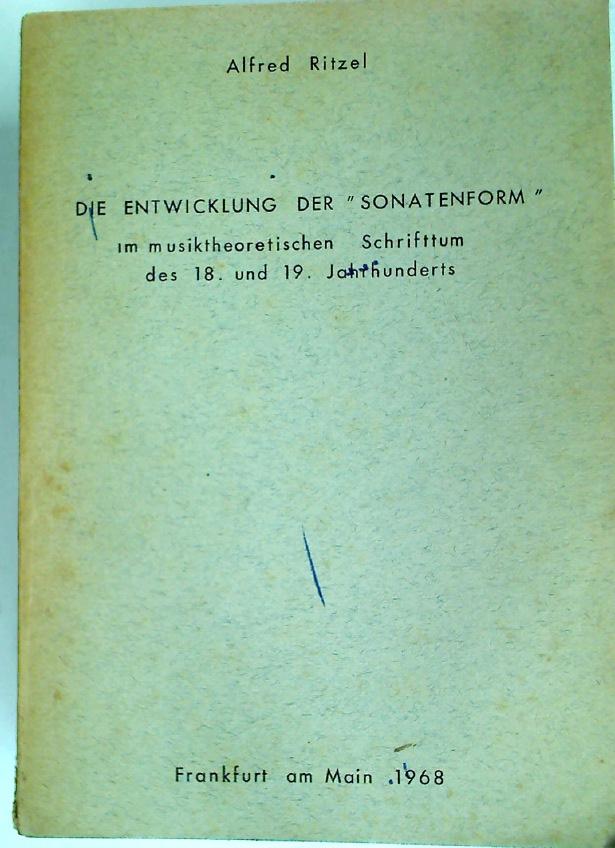 Alfred Ritzel
DIE ENTWICKLUNG DER "SONATENFORM"
im musiktheoretischen Schrifttum
des 18. und 19. Jahrhunderts
Frankfurt am Main 1968